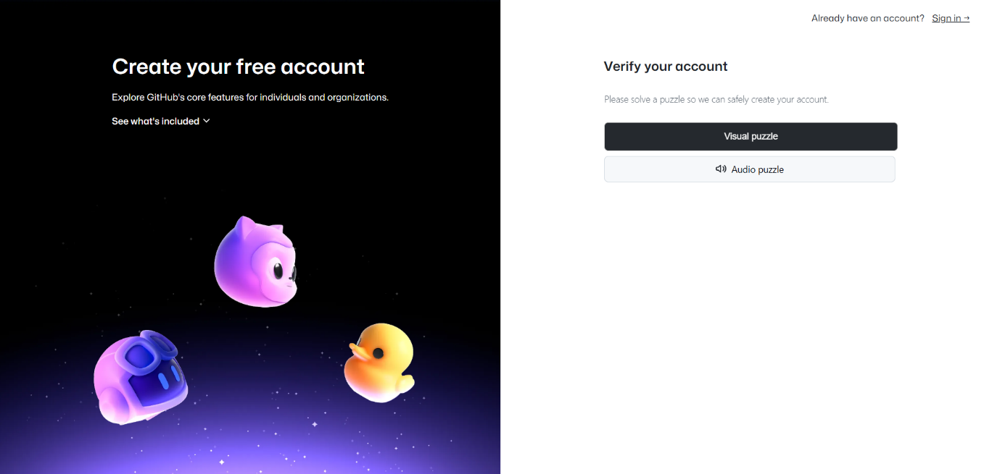 Already have an account? Sign in →
Create your free account
Explore GitHub's core features for individuals and organizations.
See what's included
Verify your account
Please solve a puzzle so we can safely create your account.
Visual puzzle
Audio puzzle